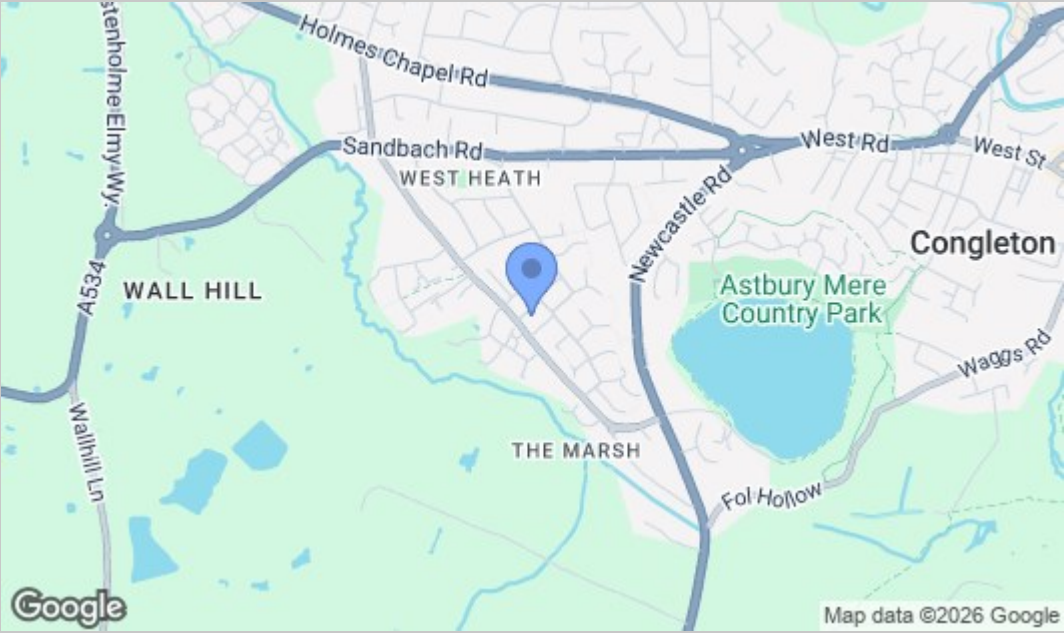 stenholme Elmy Wy.
Holmes Chapel Rd
Sandbach Rd
West Rd
West St
WEST HEATH
Newcastle Rd
Congleton
A534
WALL HILL
Astbury Mere
Country Park
Waggs Rd
Wallhill Ln
THE MARSH
Fol Hollow
Google
Map data ©2026 Google